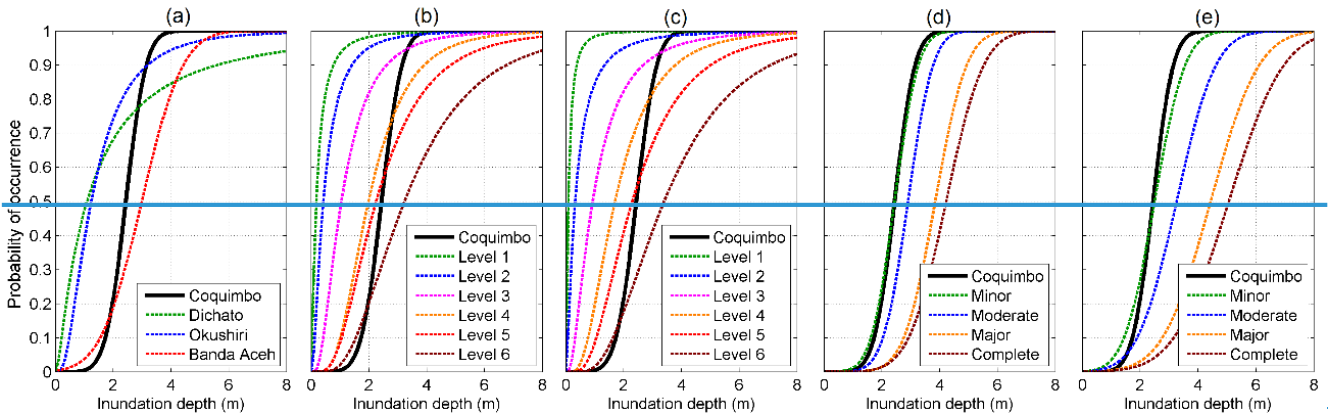 (a) (b) (c) (d) (e)
Probability of occurrence
1
0.9
0.8
0.7
0.6
0.5
0.4
0.3
0.2
0.1
0
Coquimbo
Dichato
Okushiri
Banda Aceh
0 2 4 6 8
Inundation depth (m)
Coquimbo
Level 1
Level 2
Level 3
Level 4
Level 5
Level 6
0 2 4 6 8
Inundation depth (m)
Coquimbo
Level 1
Level 2
Level 3
Level 4
Level 5
Level 6
0 2 4 6 8
Inundation depth (m)
Coquimbo
Minor
Moderate
Major
Complete
0 2 4 6 8
Inundation depth (m)
Coquimbo
Minor
Moderate
Major
Complete
0 2 4 6 8
Inundation depth (m)